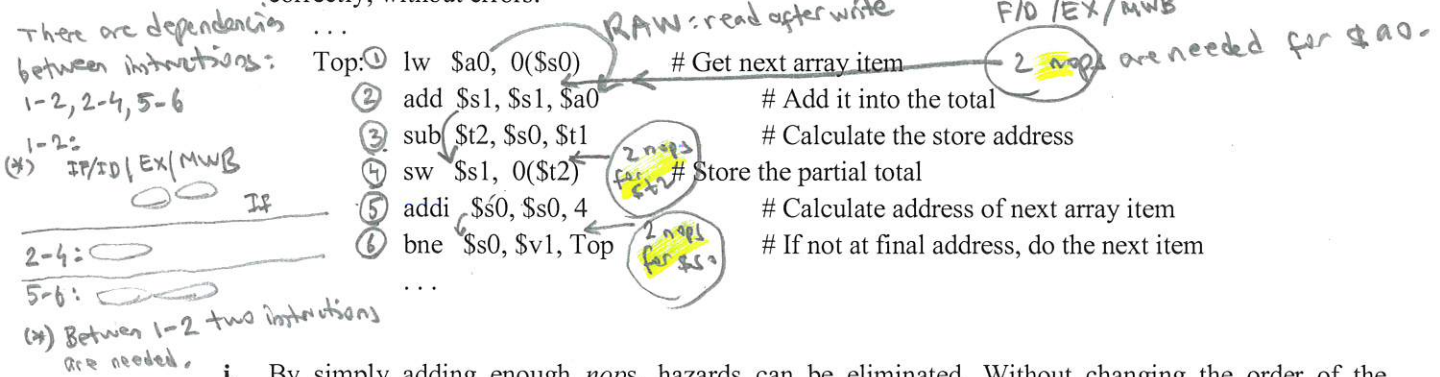 correctly, without errors.
There are dependencies
between instructions:
1-2, 2-4, 5-6
1-2:
(*) IF/ID/EX/MWB
IF
2-4:
5-6:
(*) Between 1-2 two instructions
are needed.
RAW: read after write
F/D/EX/MWB
2 nops are needed for $a0.
...
Top: ① lw $a0, 0($s0) # Get next array item
② add $s1, $s1, $a0 # Add it into the total
③ sub $t2, $s0, $t1 # Calculate the store address
④ sw $s1, 0($t2) # Store the partial total
2 nops
for
$t2
⑤ addi $s0, $s0, 4 # Calculate address of next array item
⑥ bne $s0, $v1, Top # If not at final address, do the next item
2 nops
for $s0
...
i. By simply adding enough nops, hazards can be eliminated. Without changing the order of the